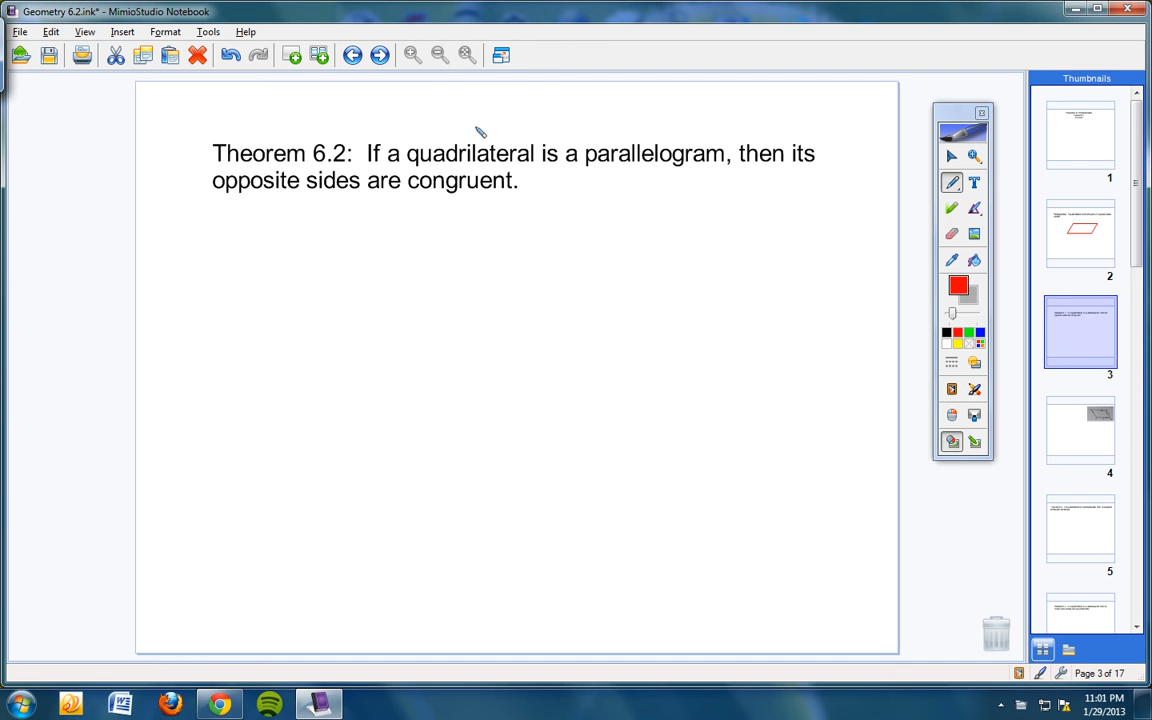 Geometry 6.2.ink* - MimioStudio Notebook
File Edit View Insert Format Tools Help
Thumbnails
Theorem 6.2: If a quadrilateral is a parallelogram, then its
opposite sides are congruent.
1
2
3
4
5
Page 3 of 17
11:01 PM
1/29/2013